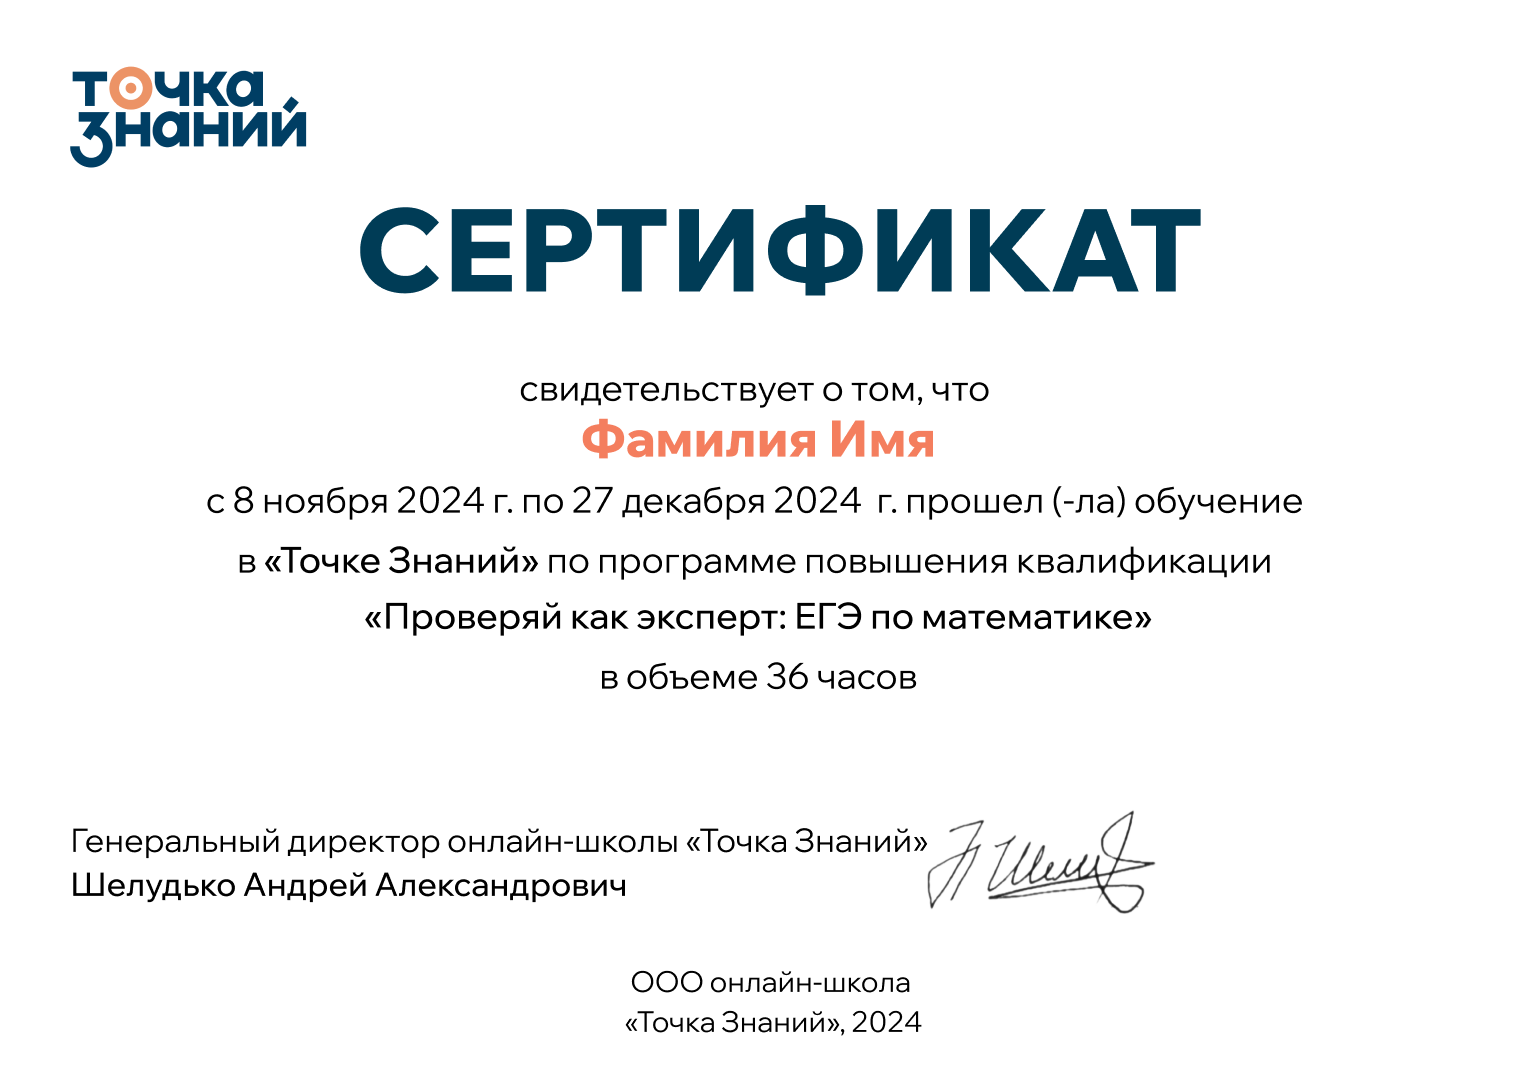 точка
знаний
СЕРТИФИКАТ
свидетельствует о том, что
Фамилия Имя
с 8 ноября 2024 г. по 27 декабря 2024 г. прошел (-ла) обучение
в «Точке Знаний» по программе повышения квалификации
«Проверяй как эксперт: ЕГЭ по математике»
в объеме 36 часов
Генеральный директор онлайн-школы «Точка Знаний»
Шелудько Андрей Александрович
ООО онлайн-школа
«Точка Знаний», 2024